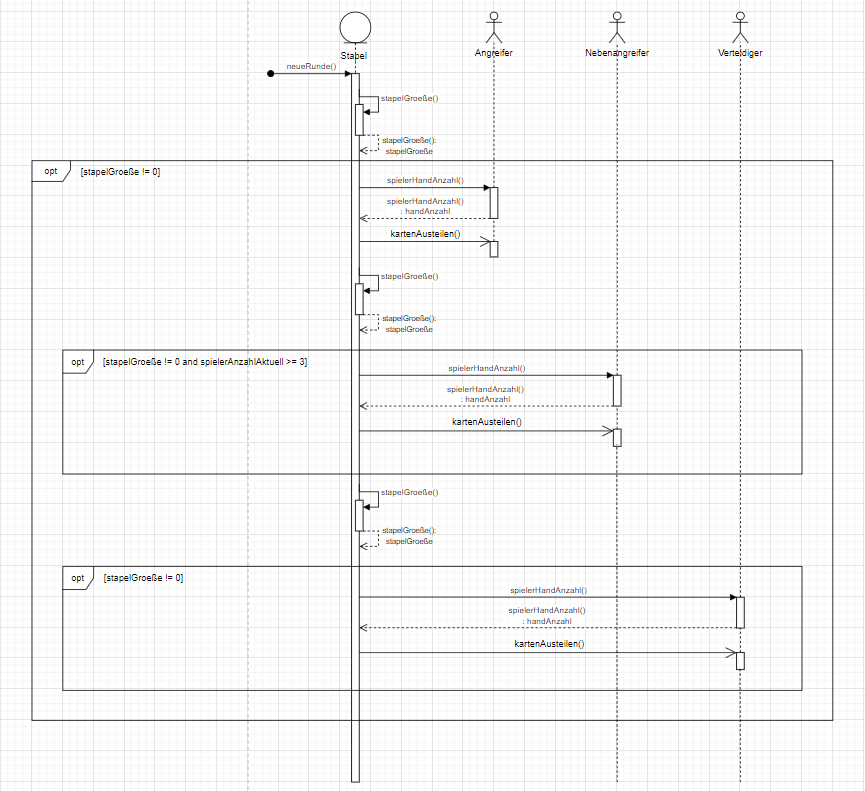 Stapel
Angreifer
Nebenangreifer
Verteidiger
neueRunde()
stapelGroeße()
stapelGroeße():
stapelGroeße
opt
[stapelGroeße != 0]
spielerHandAnzahl()
spielerHandAnzahl()
: handAnzahl
kartenAusteilen()
stapelGroeße()
stapelGroeße():
stapelGroeße
opt
[stapelGroeße != 0 and spielerAnzahlAktuell >= 3]
spielerHandAnzahl()
spielerHandAnzahl()
: handAnzahl
kartenAusteilen()
stapelGroeße()
stapelGroeße():
stapelGroeße
opt
[stapelGroeße != 0]
spielerHandAnzahl()
spielerHandAnzahl()
: handAnzahl
kartenAusteilen()